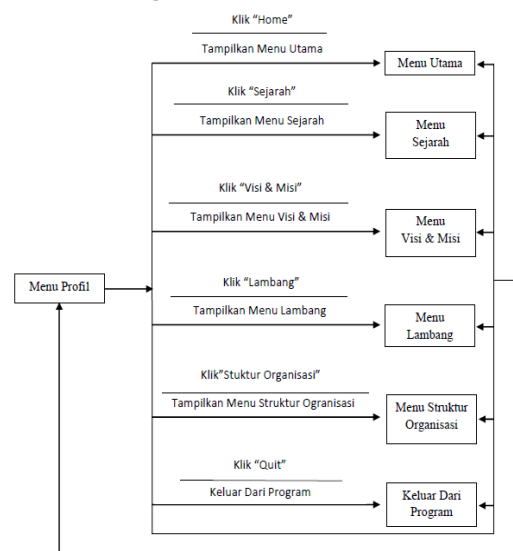 Klik “Home”
Tampilkan Menu Utama
Menu Utama
Klik “Sejarah”
Tampilkan Menu Sejarah
Menu
Sejarah
Klik “Visi & Misi”
Tampilkan Menu Visi & Misi
Menu
Visi & Misi
Menu Profil
Klik “Lambang”
Tampilkan Menu Lambang
Menu
Lambang
Klik”Stuktur Organisasi”
Tampilkan Menu Struktur Ogranisasi
Menu Struktur
Organisasi
Klik “Quit”
Keluar Dari Program
Keluar Dari
Program